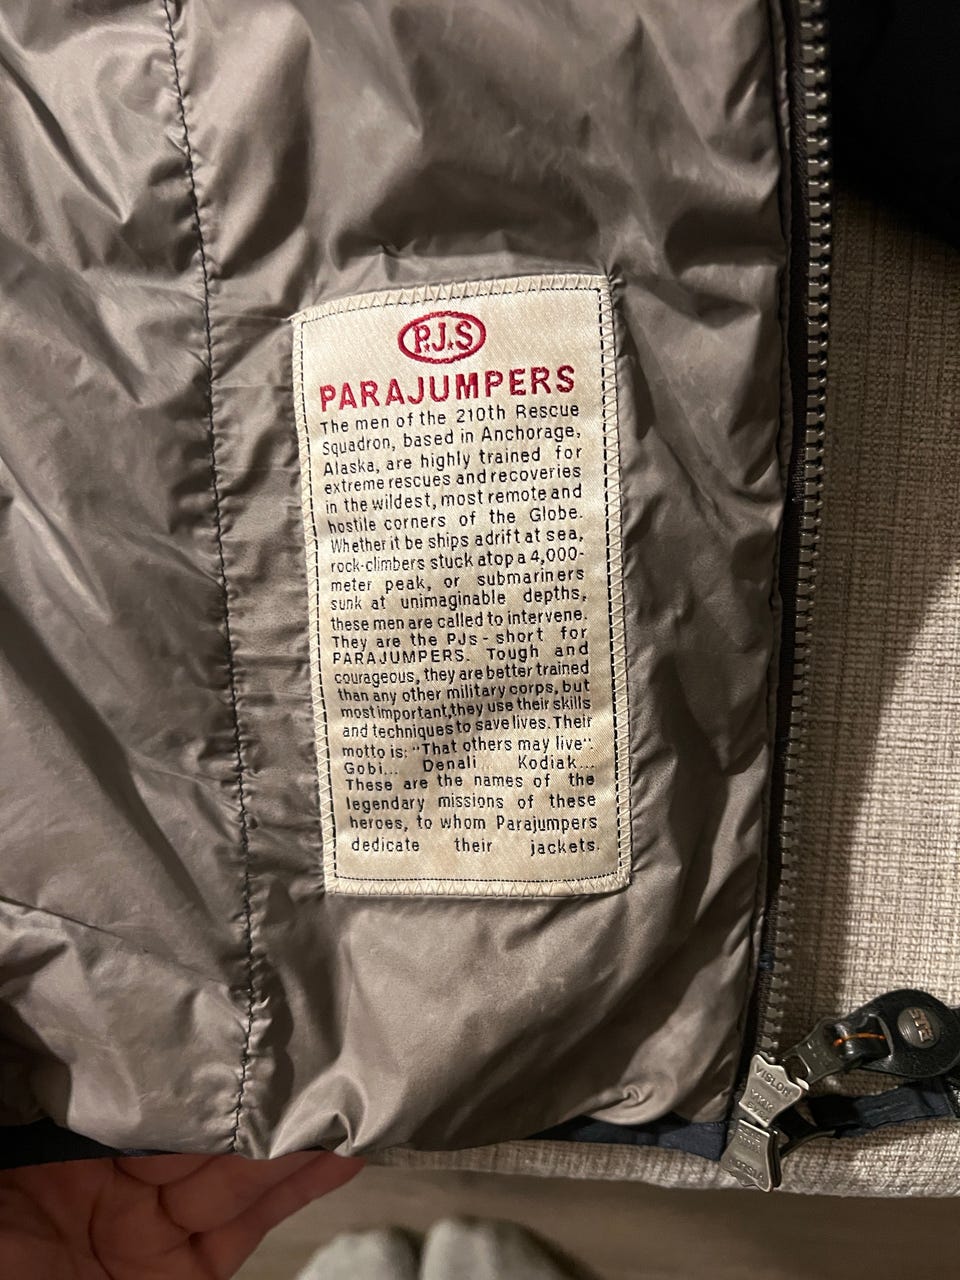 P.J.S
PARAJUMPERS
The men of the 210th Rescue
Squadron, based in Anchorage,
Alaska, are highly trained for
extreme rescues and recoveries
in the wildest, most remote and
hostile corners of the Globe.
Whether it be ships adrift at sea,
rock-climbers stuck atop a 4,000-
meter peak, or submariners
sunk at unimaginable depths,
these men are called to intervene.
They are the PJs - short for
PARAJUMPERS. Tough and
courageous, they are better trained
than any other military corps, but
most important, they use their skills
and techniques to save lives. Their
motto is: "That others may live".
Gobi... Denali... Kodiak...
These are the names of the
legendary missions of these
heroes, to whom Parajumpers
dedicate their jackets.
VISLON
YKK